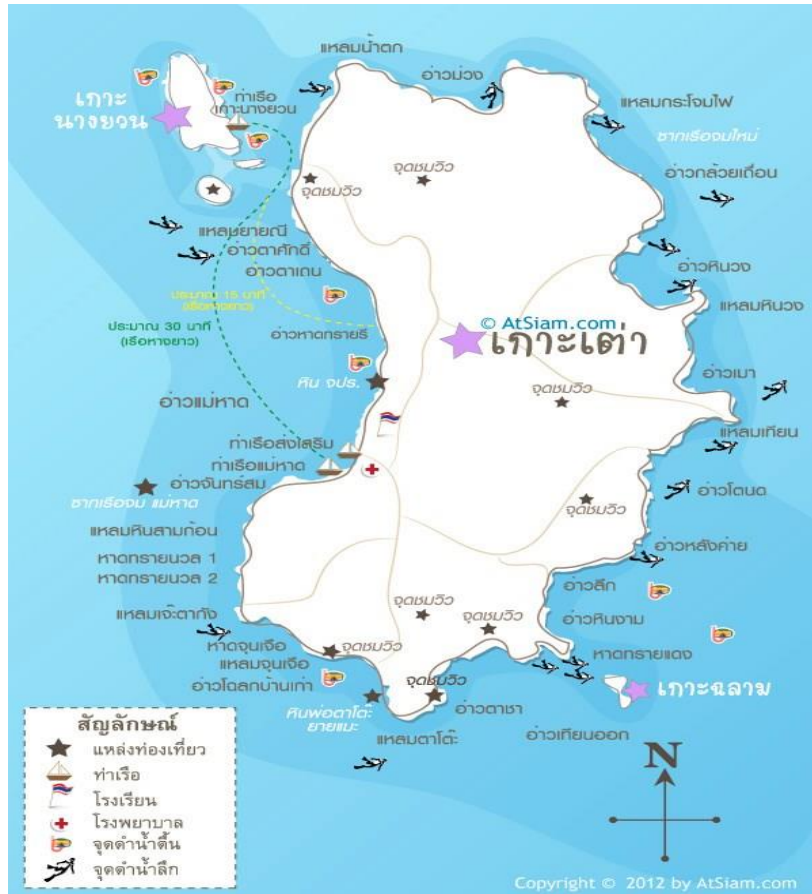 แหลมน้ำตก
อ่าวม่วง
แหลมกระโจมไฟ
ซากเรือจมใหม่
อ่าวกล้วยเถื่อน
อ่าวหินวง
แหลมหินวง
อ่าวเมา
แหลมเทียน
อ่าวโตนด
อ่าวหลังค่าย
อ่าวลึก
อ่าวหินงาม
หาดทรายแดง
เกาะฉลาม
อ่าวเทียนออก
อ่าวตาชา
แหลมตาโต๊ะ
หินพ่อตาโต๊ะ
ยายแมะ
อ่าวโฉลกบ้านเก่า
แหลมจุนเจือ
หาดจุนเจือ
แหลมเจ๊ะตากัง
หาดทรายนวล 2
หาดทรายนวล 1
แหลมหินสามก้อน
ซากเรือจม แม่หาด
อ่าวจันทร์สม
ท่าเรือแม่หาด
ท่าเรือส่งเสริม
อ่าวแม่หาด
หิน จปร.
อ่าวหาดทรายรี
ประมาณ 30 นาที
(เรือหางยาว)
ประมาณ 15 นาที
(เรือหางยาว)
อ่าวตาเถน
อ่าวตาศักดิ์
แหลมยายณี
เกาะ
นางยวน
ท่าเรือ
เกาะนางยวน
จุดชมวิว
จุดชมวิว
© AtSiam.com
เกาะเต่า
จุดชมวิว
จุดชมวิว
จุดชมวิว
จุดชมวิว
จุดชมวิว
จุดชมวิว
สัญลักษณ์
แหล่งท่องเที่ยว
ท่าเรือ
โรงเรียน
โรงพยาบาล
จุดดำน้ำตื้น
จุดดำน้ำลึก
N
Copyright © 2012 by AtSiam.com